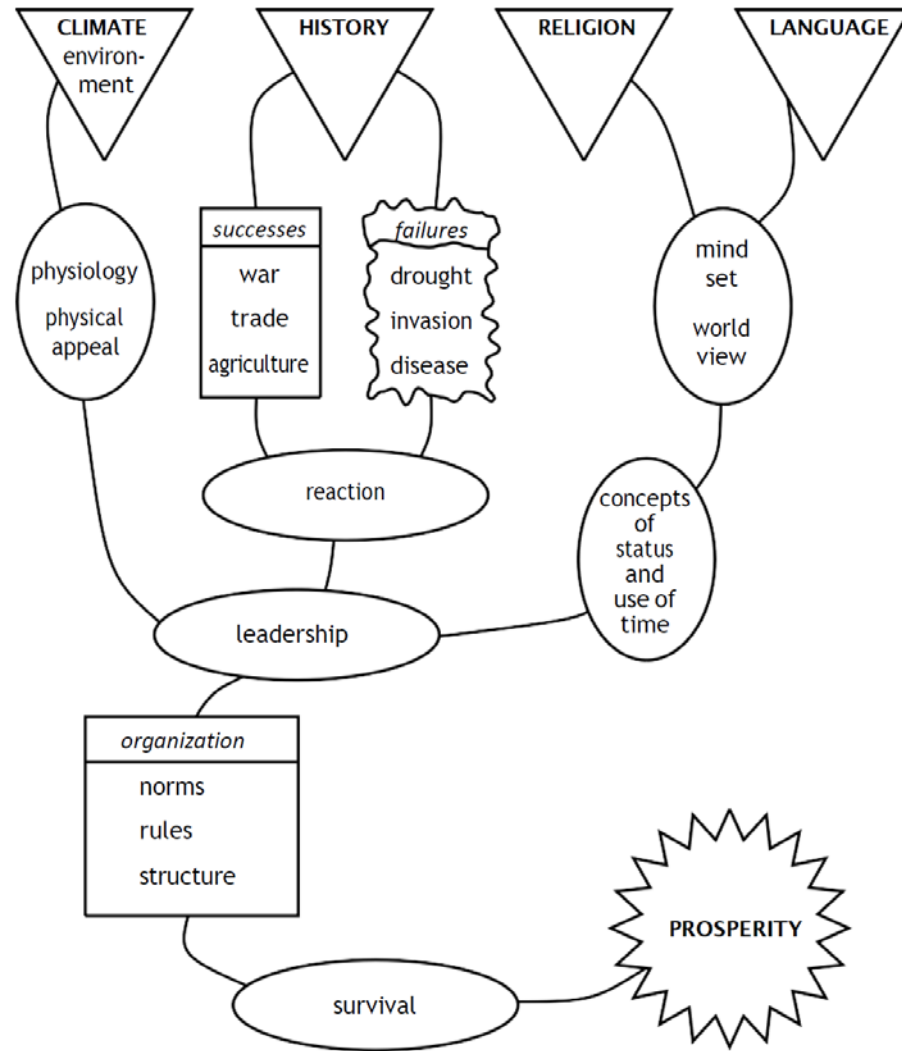 CLIMATE
environ-
ment
HISTORY
RELIGION
LANGUAGE
physiology
physical
appeal
successes
war
trade
agriculture
failures
drought
invasion
disease
mind
set
world
view
reaction
concepts
of
status
and
use of
time
leadership
organization
norms
rules
structure
PROSPERITY
survival